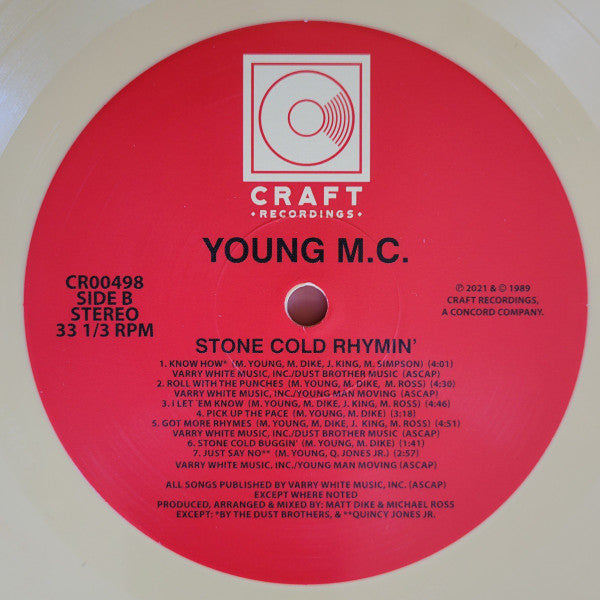 CRAFT
• RECORDINGS •
YOUNG M.C.
CR00498
SIDE B
STEREO
33 1/3 RPM
℗ 2021 & © 1989
CRAFT RECORDINGS,
A CONCORD COMPANY.
STONE COLD RHYMIN'
1. KNOW HOW* (M. YOUNG, M. DIKE, J. KING, M. SIMPSON) (4:01)
VARRY WHITE MUSIC, INC./DUST BROTHER MUSIC (ASCAP)
2. ROLL WITH THE PUNCHES (M. YOUNG, M. DIKE, M. ROSS) (4:30)
VARRY WHITE MUSIC, INC./YOUNG MAN MOVING (ASCAP)
3. I LET 'EM KNOW (M. YOUNG, M. DIKE, J. KING, M. ROSS) (4:46)
4. PICK UP THE PACE (M. YOUNG, M. DIKE) (3:18)
5. GOT MORE RHYMES (M. YOUNG, M. DIKE, J. KING, M. ROSS) (4:51)
VARRY WHITE MUSIC, INC./DUST BROTHER MUSIC (ASCAP)
6. STONE COLD BUGGIN' (M. YOUNG, M. DIKE) (1:41)
7. JUST SAY NO** (M. YOUNG, Q. JONES JR.) (2:57)
VARRY WHITE MUSIC. INC./YOUNG MAN MOVING (ASCAP)
ALL SONGS PUBLISHED BY VARRY WHITE MUSIC, INC. (ASCAP)
EXCEPT WHERE NOTED
PRODUCED, ARRANGED & MIXED BY: MATT DIKE & MICHAEL ROSS
EXCEPT: *BY THE DUST BROTHERS, & **QUINCY JONES JR.